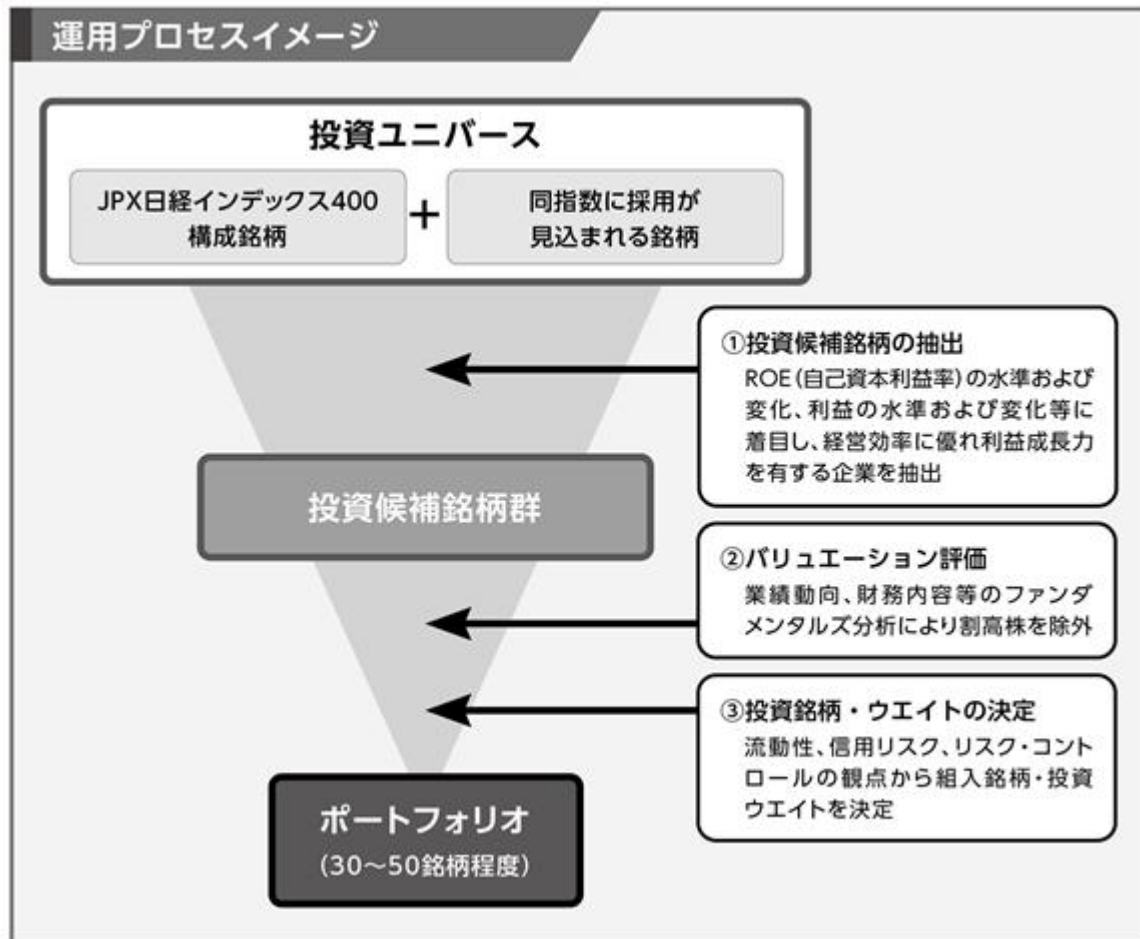 運用プロセスイメージ
投資ユニバース
JPX日経インデックス400
構成銘柄
+
同指数に採用が
見込まれる銘柄
①投資候補銘柄の抽出
ROE(自己資本利益率)の水準および
変化、利益の水準および変化等に
着目し、経営効率に優れ利益成長力
を有する企業を抽出
投資候補銘柄群
②バリュエーション評価
業績動向、財務内容等のファンダ
メンタルズ分析により割高株を除外
③投資銘柄・ウエイトの決定
流動性、信用リスク、リスク・コント
ロールの観点から組入銘柄・投資
ウエイトを決定
ポートフォリオ
(30〜50銘柄程度)